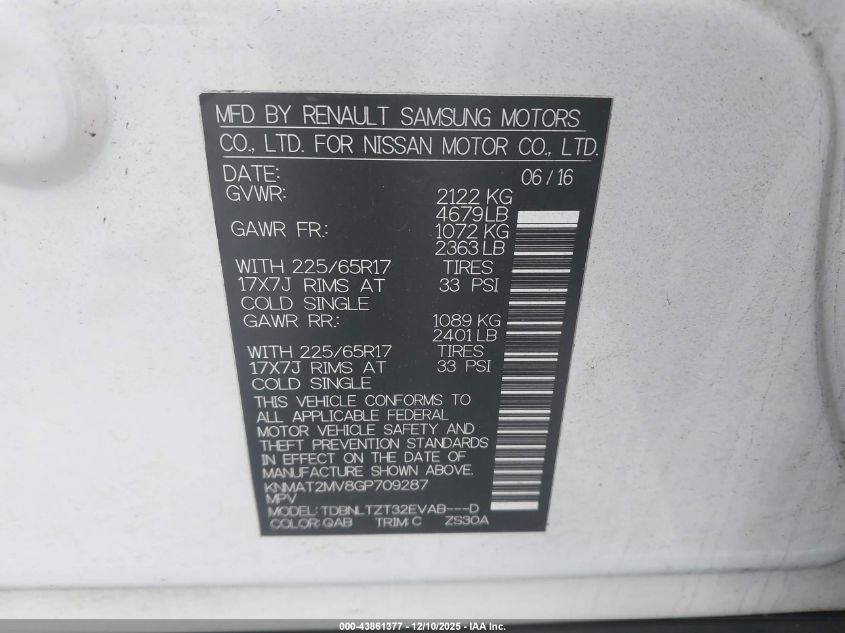 MFD BY RENAULT SAMSUNG MOTORS
CO., LTD. FOR NISSAN MOTOR CO., LTD.
DATE: 06/16
GVWR: 2122 KG
4679LB
GAWR FR.: 1072 KG
2363 LB
WITH 225/65R17 TIRES
17X7J RIMS AT 33 PSI
COLD SINGLE
GAWR RR.: 1089 KG
2401 LB
WITH 225/65R17 TIRES
17X7J RIMS AT 33 PSI
COLD SINGLE
THIS VEHICLE CONFORMS TO
ALL APPLICABLE FEDERAL
MOTOR VEHICLE SAFETY AND
THEFT PREVENTION STANDARDS
IN EFFECT ON THE DATE OF
MANUFACTURE SHOWN ABOVE.
KNMAT2MV8GP709287
MPV
MODEL: TDBNLTZT32EVAB---D
COLOR: QAB TRIM: C ZS30A
000-43861377 - 12/10/2025 - IAA Inc.